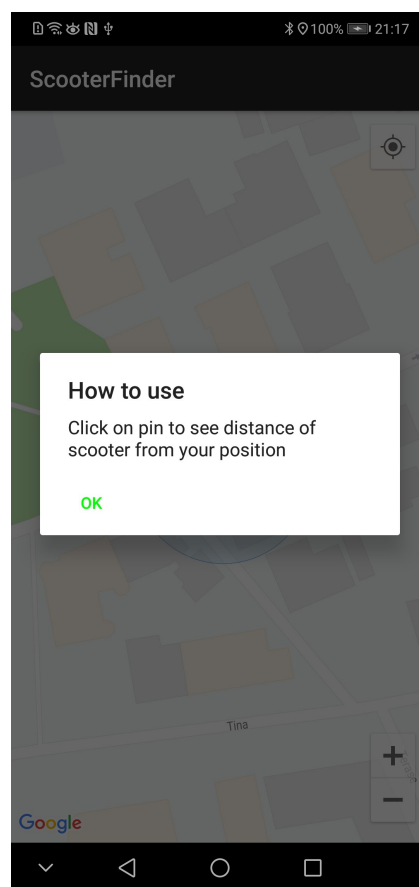 100% 21:17
ScooterFinder
How to use
Click on pin to see distance of
scooter from your position
OK
Tina
Google